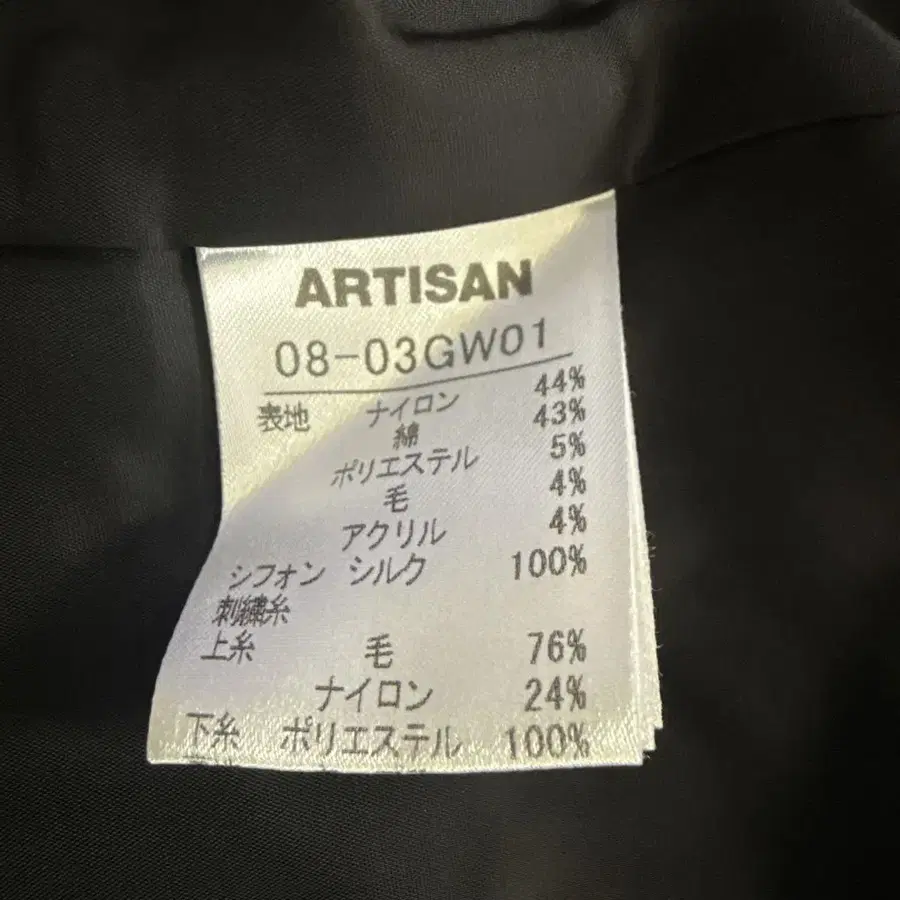 ARTISAN
08-03GW01
表地 ナイロン 44%
綿 43%
ポリエステル 5%
毛 4%
アクリル 4%
シフォン シルク 100%
刺繍糸
上糸 毛 76%
ナイロン 24%
下糸 ポリエステル 100%